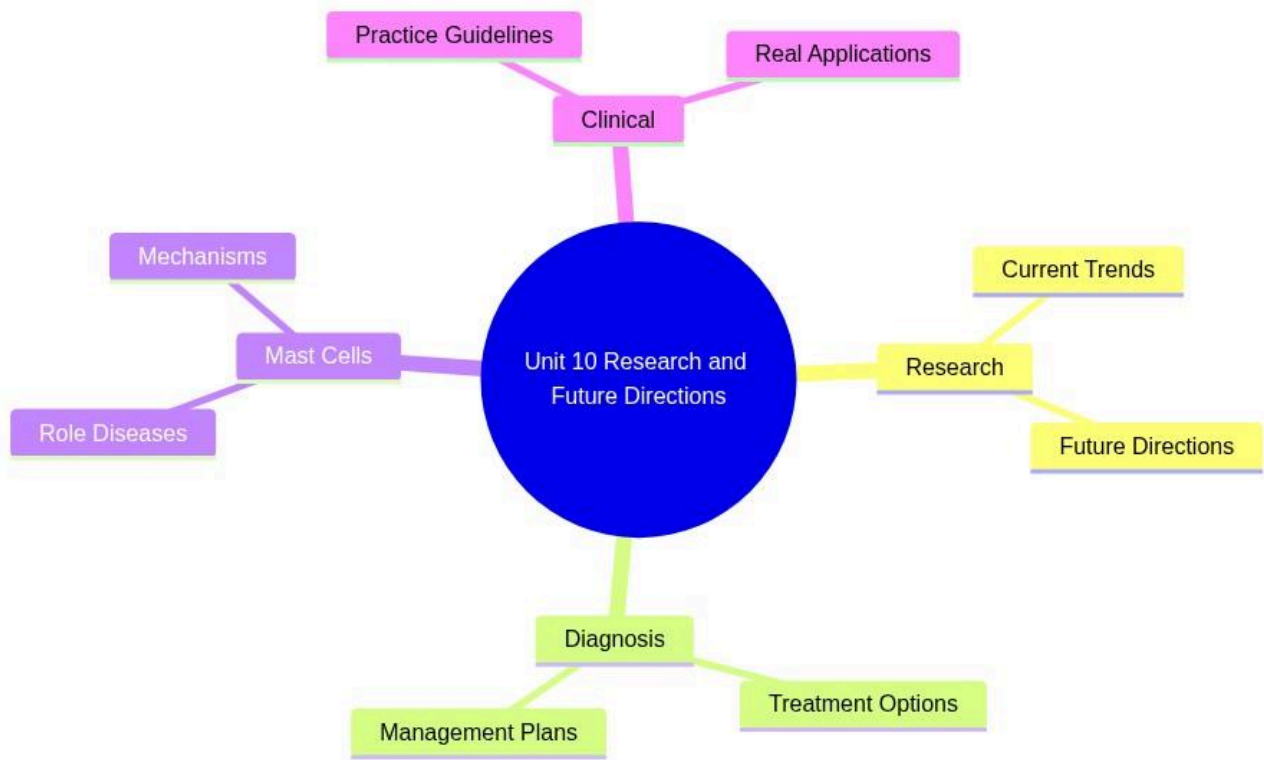 Practice Guidelines
Real Applications
Clinical
Mechanisms
Mast Cells
Role Diseases
Unit 10 Research and
Future Directions
Current Trends
Research
Future Directions
Diagnosis
Management Plans
Treatment Options